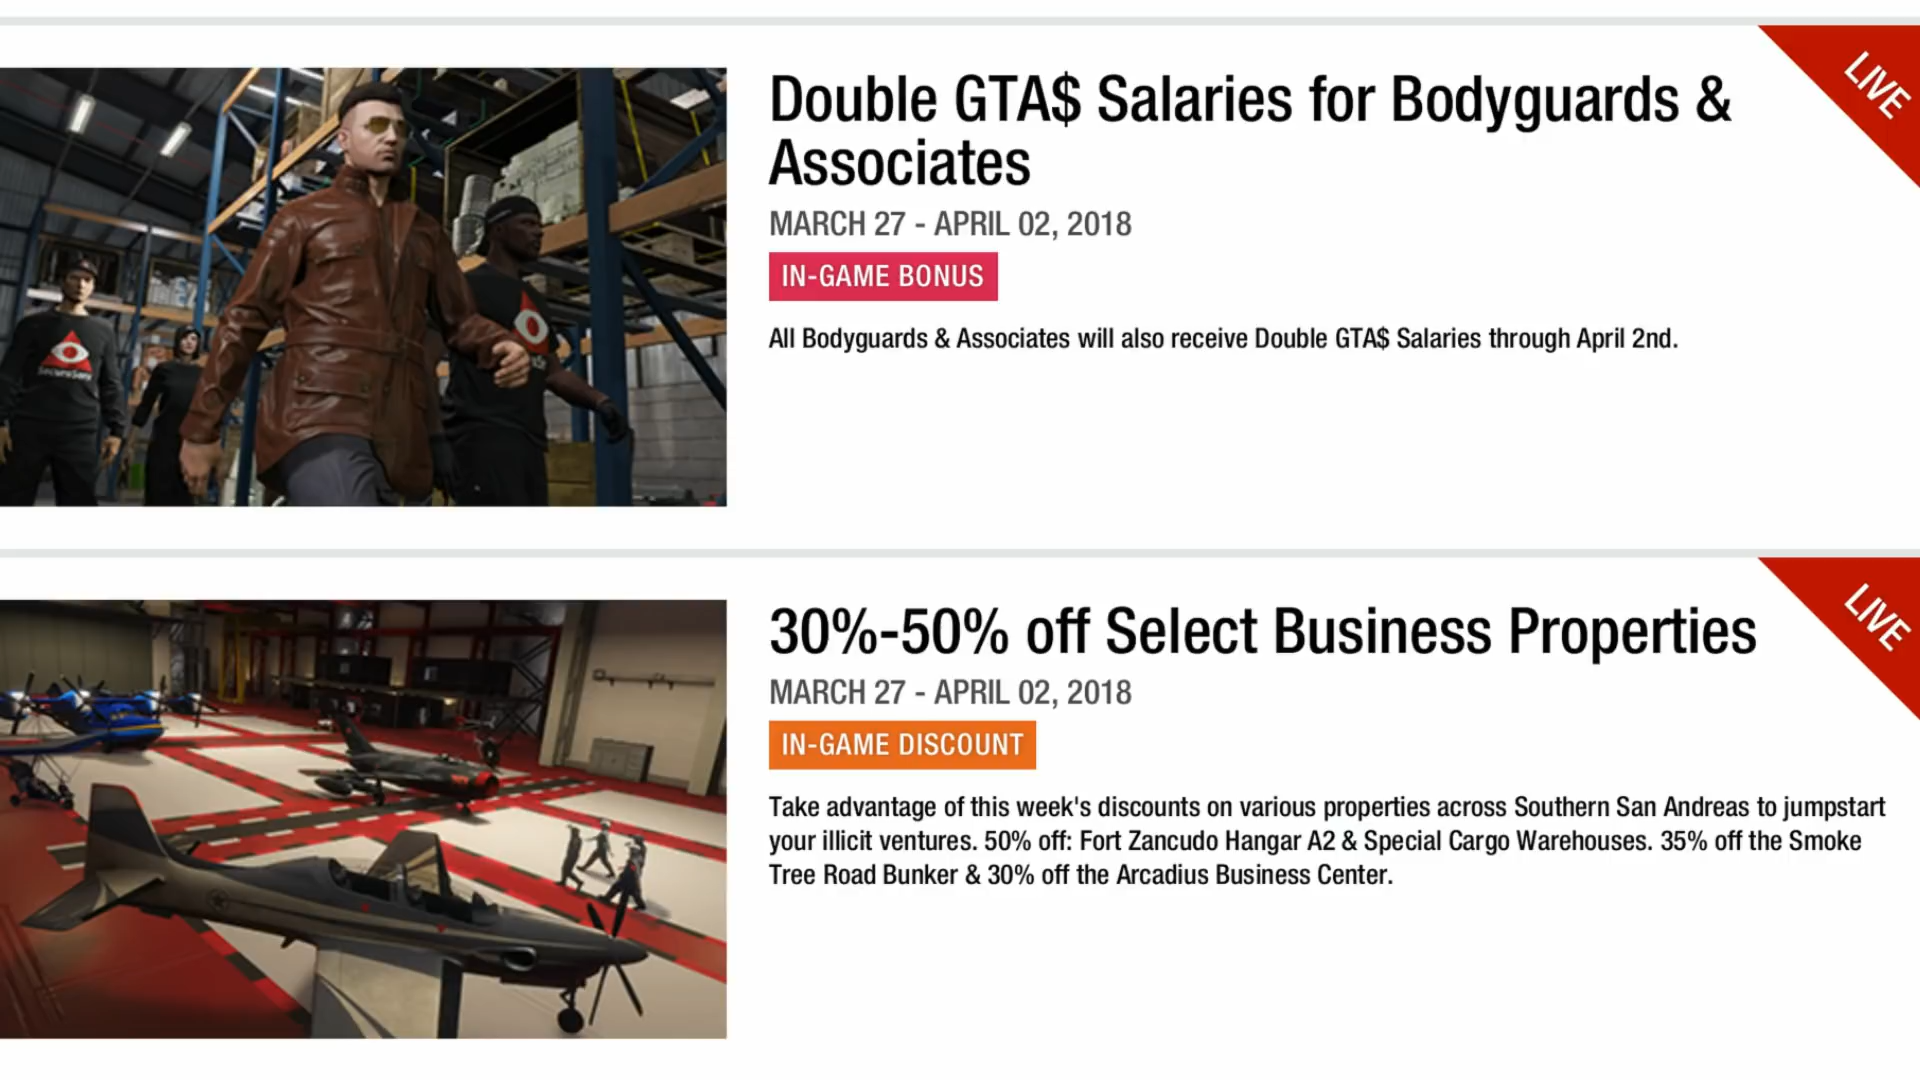 Double GTA$ Salaries for Bodyguards &
Associates
LIVE
MARCH 27 - APRIL 02, 2018
IN-GAME BONUS
All Bodyguards & Associates will also receive Double GTA$ Salaries through April 2nd.
SecuroServ
30%-50% off Select Business Properties
LIVE
MARCH 27 - APRIL 02, 2018
IN-GAME DISCOUNT
Take advantage of this week's discounts on various properties across Southern San Andreas to jumpstart
your illicit ventures. 50% off: Fort Zancudo Hangar A2 & Special Cargo Warehouses. 35% off the Smoke
Tree Road Bunker & 30% off the Arcadius Business Center.